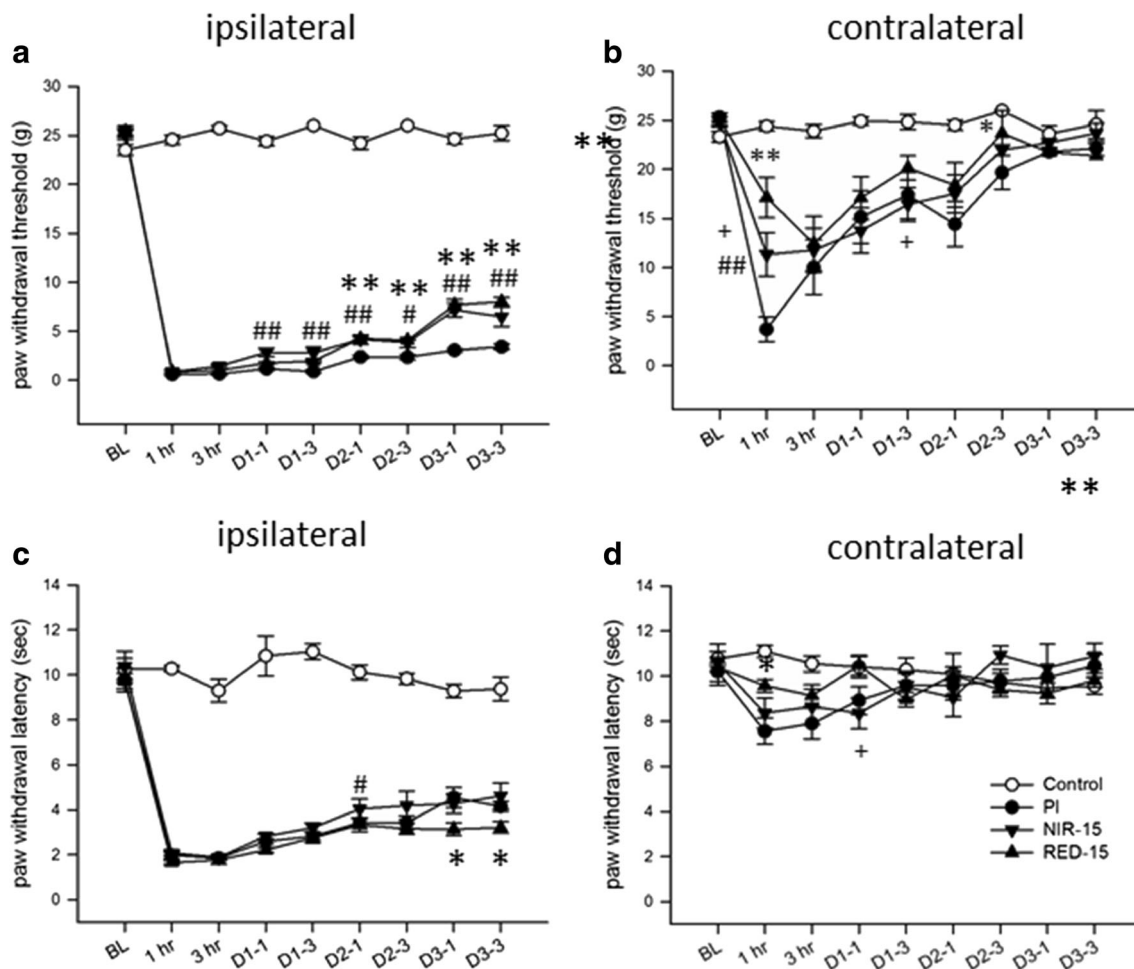 ipsilateral
contralateral
a
b
paw withdrawal threshold (g)
30
25
20
15
10
5
0
## ## ** ## ** # ** ## ** ##
BL 1 hr 3 hr D1-1 D1-3 D2-1 D2-3 D3-1 D3-3
**
paw withdrawal threshold (g)
30
25
20
15
10
5
0
+
##
**
+
*
BL 1 hr 3 hr D1-1 D1-3 D2-1 D2-3 D3-1 D3-3
**
ipsilateral
contralateral
c
d
paw withdrawal latency (sec)
14
12
10
8
6
4
2
0
#
* *
BL 1 hr 3 hr D1-1 D1-3 D2-1 D2-3 D3-1 D3-3
paw withdrawal latency (sec)
14
12
10
8
6
4
2
0
*
+
Control
PI
NIR-15
RED-15
BL 1 hr 3 hr D1-1 D1-3 D2-1 D2-3 D3-1 D3-3